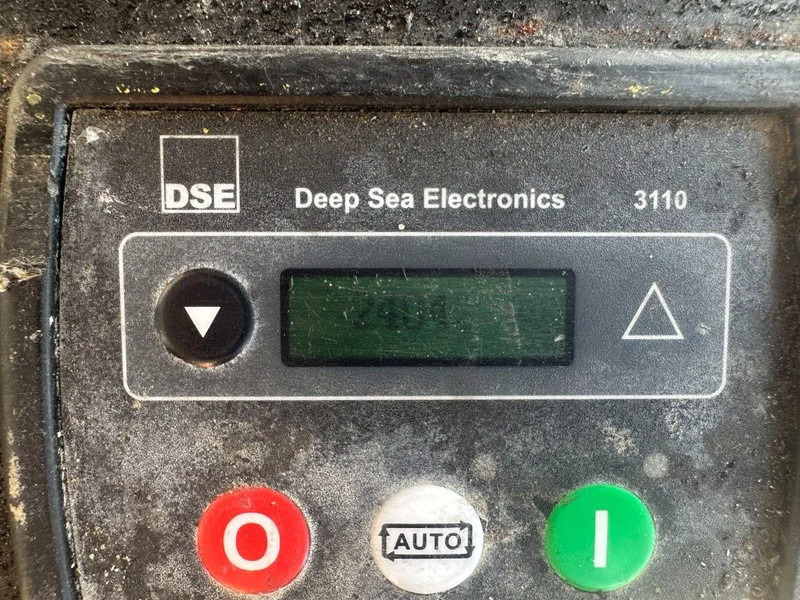 DSE
Deep Sea Electronics 3110
2404
O AUTO I